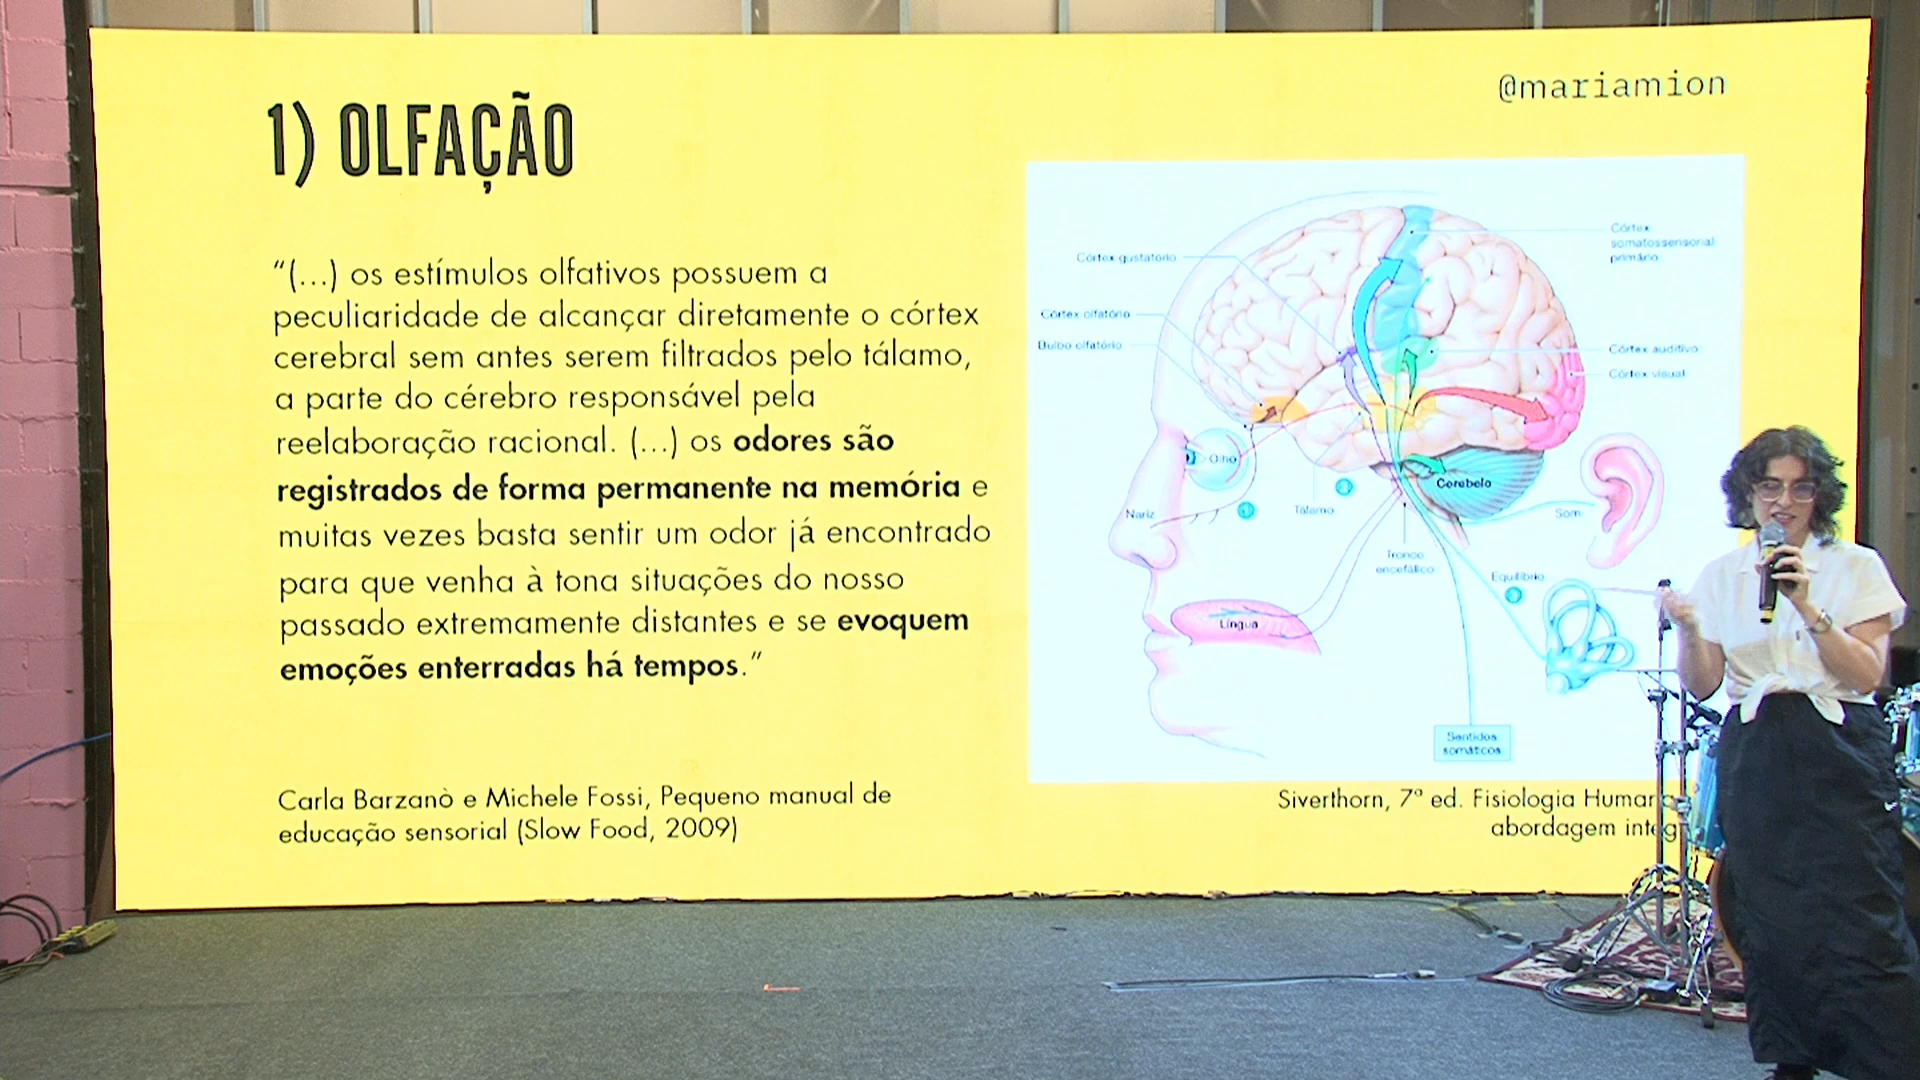 1) OLFAÇÃO
@mariamion
“(...) os estímulos olfativos possuem a
peculiaridade de alcançar diretamente o córtex
cerebral sem antes serem filtrados pelo tálamo,
a parte do cérebro responsável pela
reelaboração racional. (...) os odores são
registrados de forma permanente na memória e
muitas vezes basta sentir um odor já encontrado
para que venha à tona situações do nosso
passado extremamente distantes e se evoquem
emoções enterradas há tempos.”
Carla Barzanò e Michele Fossi, Pequeno manual de
educação sensorial (Slow Food, 2009)
Córtex gustatório
Córtex olfatório
Bulbo olfatório
Córtex
somatossensorial
primário
Córtex auditivo
Córtex visual
Olho
Cerebelo
Nariz
Tálamo
Som
Tronco
encefálico
Equilíbrio
Língua
Sentidos
somáticos
Siverthorn, 7ª ed. Fisiologia
abordagem